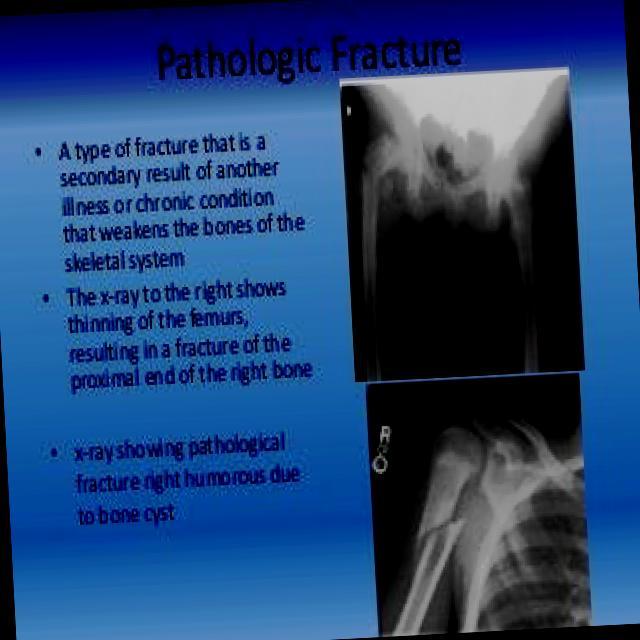 Pathologic Fracture
• A type of fracture that is a
secondary result of another
illness or chronic condition
that weakens the bones of the
skeletal system
• The x-ray to the right shows
thinning of the femurs,
resulting in a fracture of the
proximal end of the right bone
• x-ray showing pathological
fracture right humorous due
to bone cyst
R